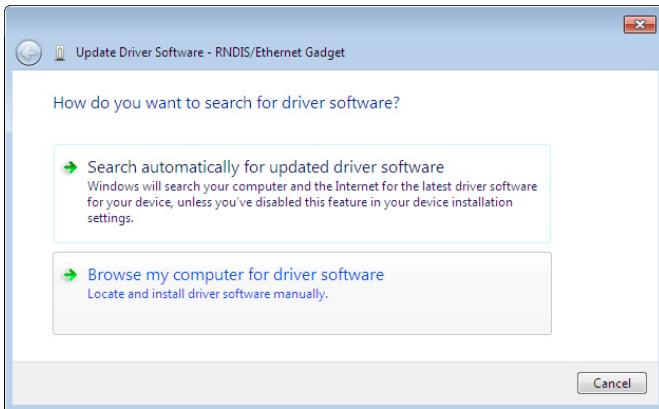 Update Driver Software - RNDIS/Ethernet Gadget
How do you want to search for driver software?
Search automatically for updated driver software
Windows will search your computer and the Internet for the latest driver software
for your device, unless you've disabled this feature in your device installation
settings.
Browse my computer for driver software
Locate and install driver software manually.
Cancel